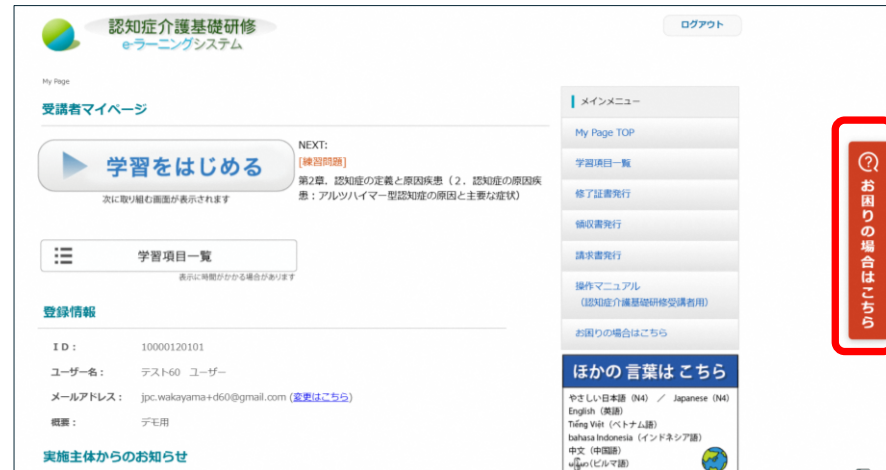 認知症介護基礎研修
eラーニングシステム
ログアウト
My Page
受講者マイページ
学習をはじめる
次に取り組む画面が表示されます
NEXT:
[練習問題]
第2章．認知症の定義と原因疾患（2．認知症の原因疾
患：アルツハイマー型認知症の原因と主要な症状）
学習項目一覧
表示に時間がかかる場合があります
登録情報
ID： 10000120101
ユーザー名： テスト60 ユーザー
メールアドレス： jpc.wakayama+d60@gmail.com (変更はこちら)
概要： デモ用
実施主体からのお知らせ
メインメニュー
My Page TOP
学習項目一覧
修了証書発行
領収書発行
請求書発行
操作マニュアル
（認知症介護基礎研修受講者用）
お困りの場合はこちら
ほかの言葉は こちら
やさしい日本語（N4） ／ Japanese（N4）
English（英語）
Tiếng Việt（ベトナム語）
bahasa Indonesia（インドネシア語）
中文（中国語）
（ビルマ語）
お困りの場合はこちら